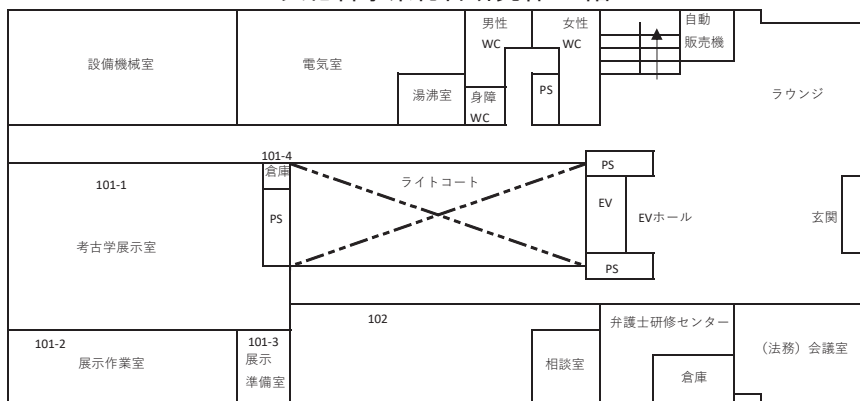 設備機械室
電気室
湯沸室
男性
WC
身障
WC
女性
WC
PS
自動
販売機
ラウンジ
101-1
考古学展示室
101-4
倉庫
PS
ライトコート
PS
EV
PS
EVホール
玄関
101-2
展示作業室
101-3
展示
準備室
102
相談室
弁護士研修センター
倉庫
（法務）会議室